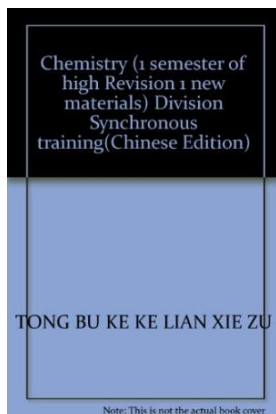 Chemistry (1 semester of
high Revision 1 new
materials) Division
Synchronous
training(Chinese Edition)
TONG BU KE KE LIAN XIE ZU
Note: This is not the actual book cover